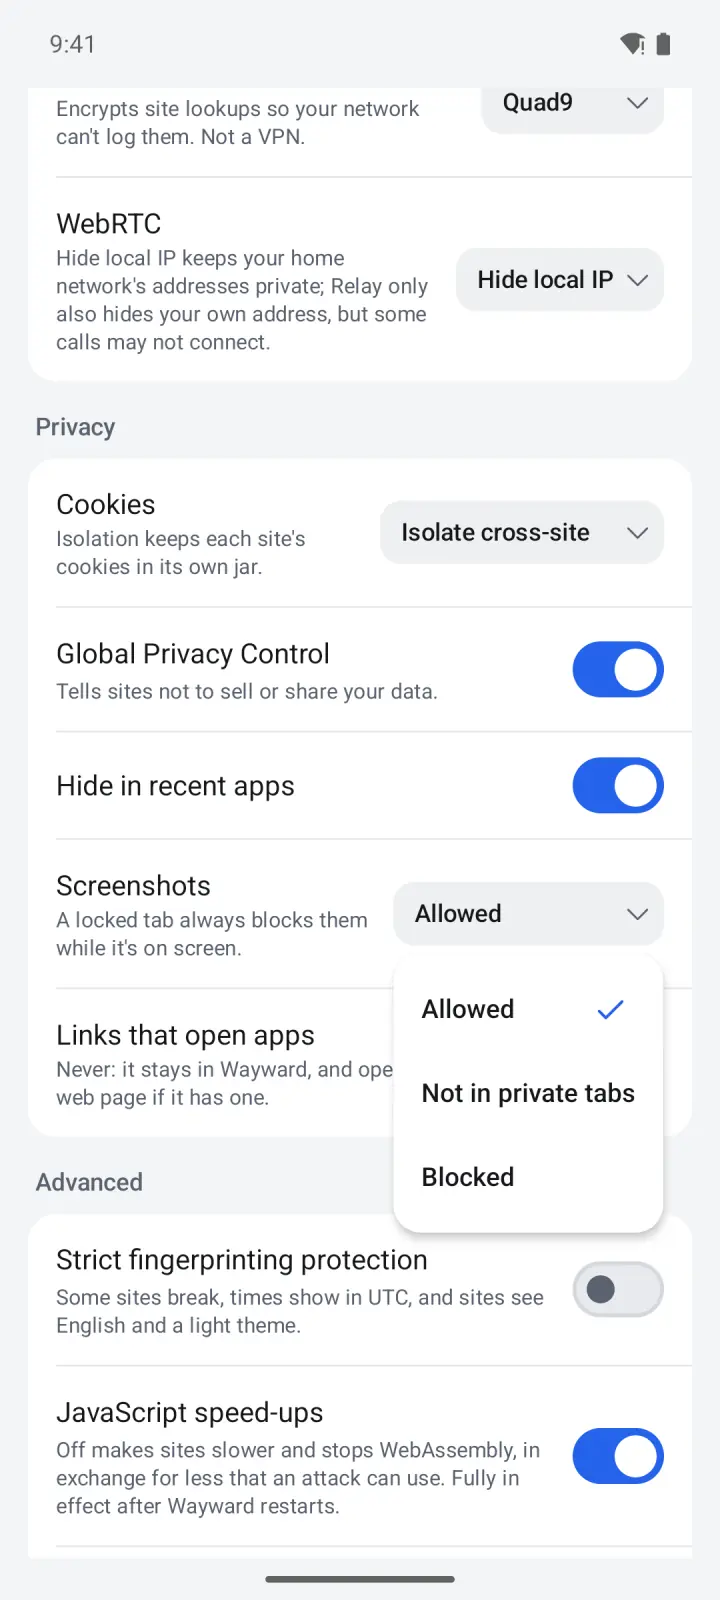 9:41
Encrypts site lookups so your network
can't log them. Not a VPN.
Quad9
WebRTC
Hide local IP keeps your home
network's addresses private; Relay only
also hides your own address, but some
calls may not connect.
Hide local IP
Privacy
Cookies
Isolation keeps each site's
cookies in its own jar.
Isolate cross-site
Global Privacy Control
Tells sites not to sell or share your data.
Hide in recent apps
Screenshots
A locked tab always blocks them
while it's on screen.
Allowed
Allowed
Not in private tabs
Blocked
Links that open apps
Never: it stays in Wayward, and ope
web page if it has one.
Advanced
Strict fingerprinting protection
Some sites break, times show in UTC, and sites see
English and a light theme.
JavaScript speed-ups
Off makes sites slower and stops WebAssembly, in
exchange for less that an attack can use. Fully in
effect after Wayward restarts.